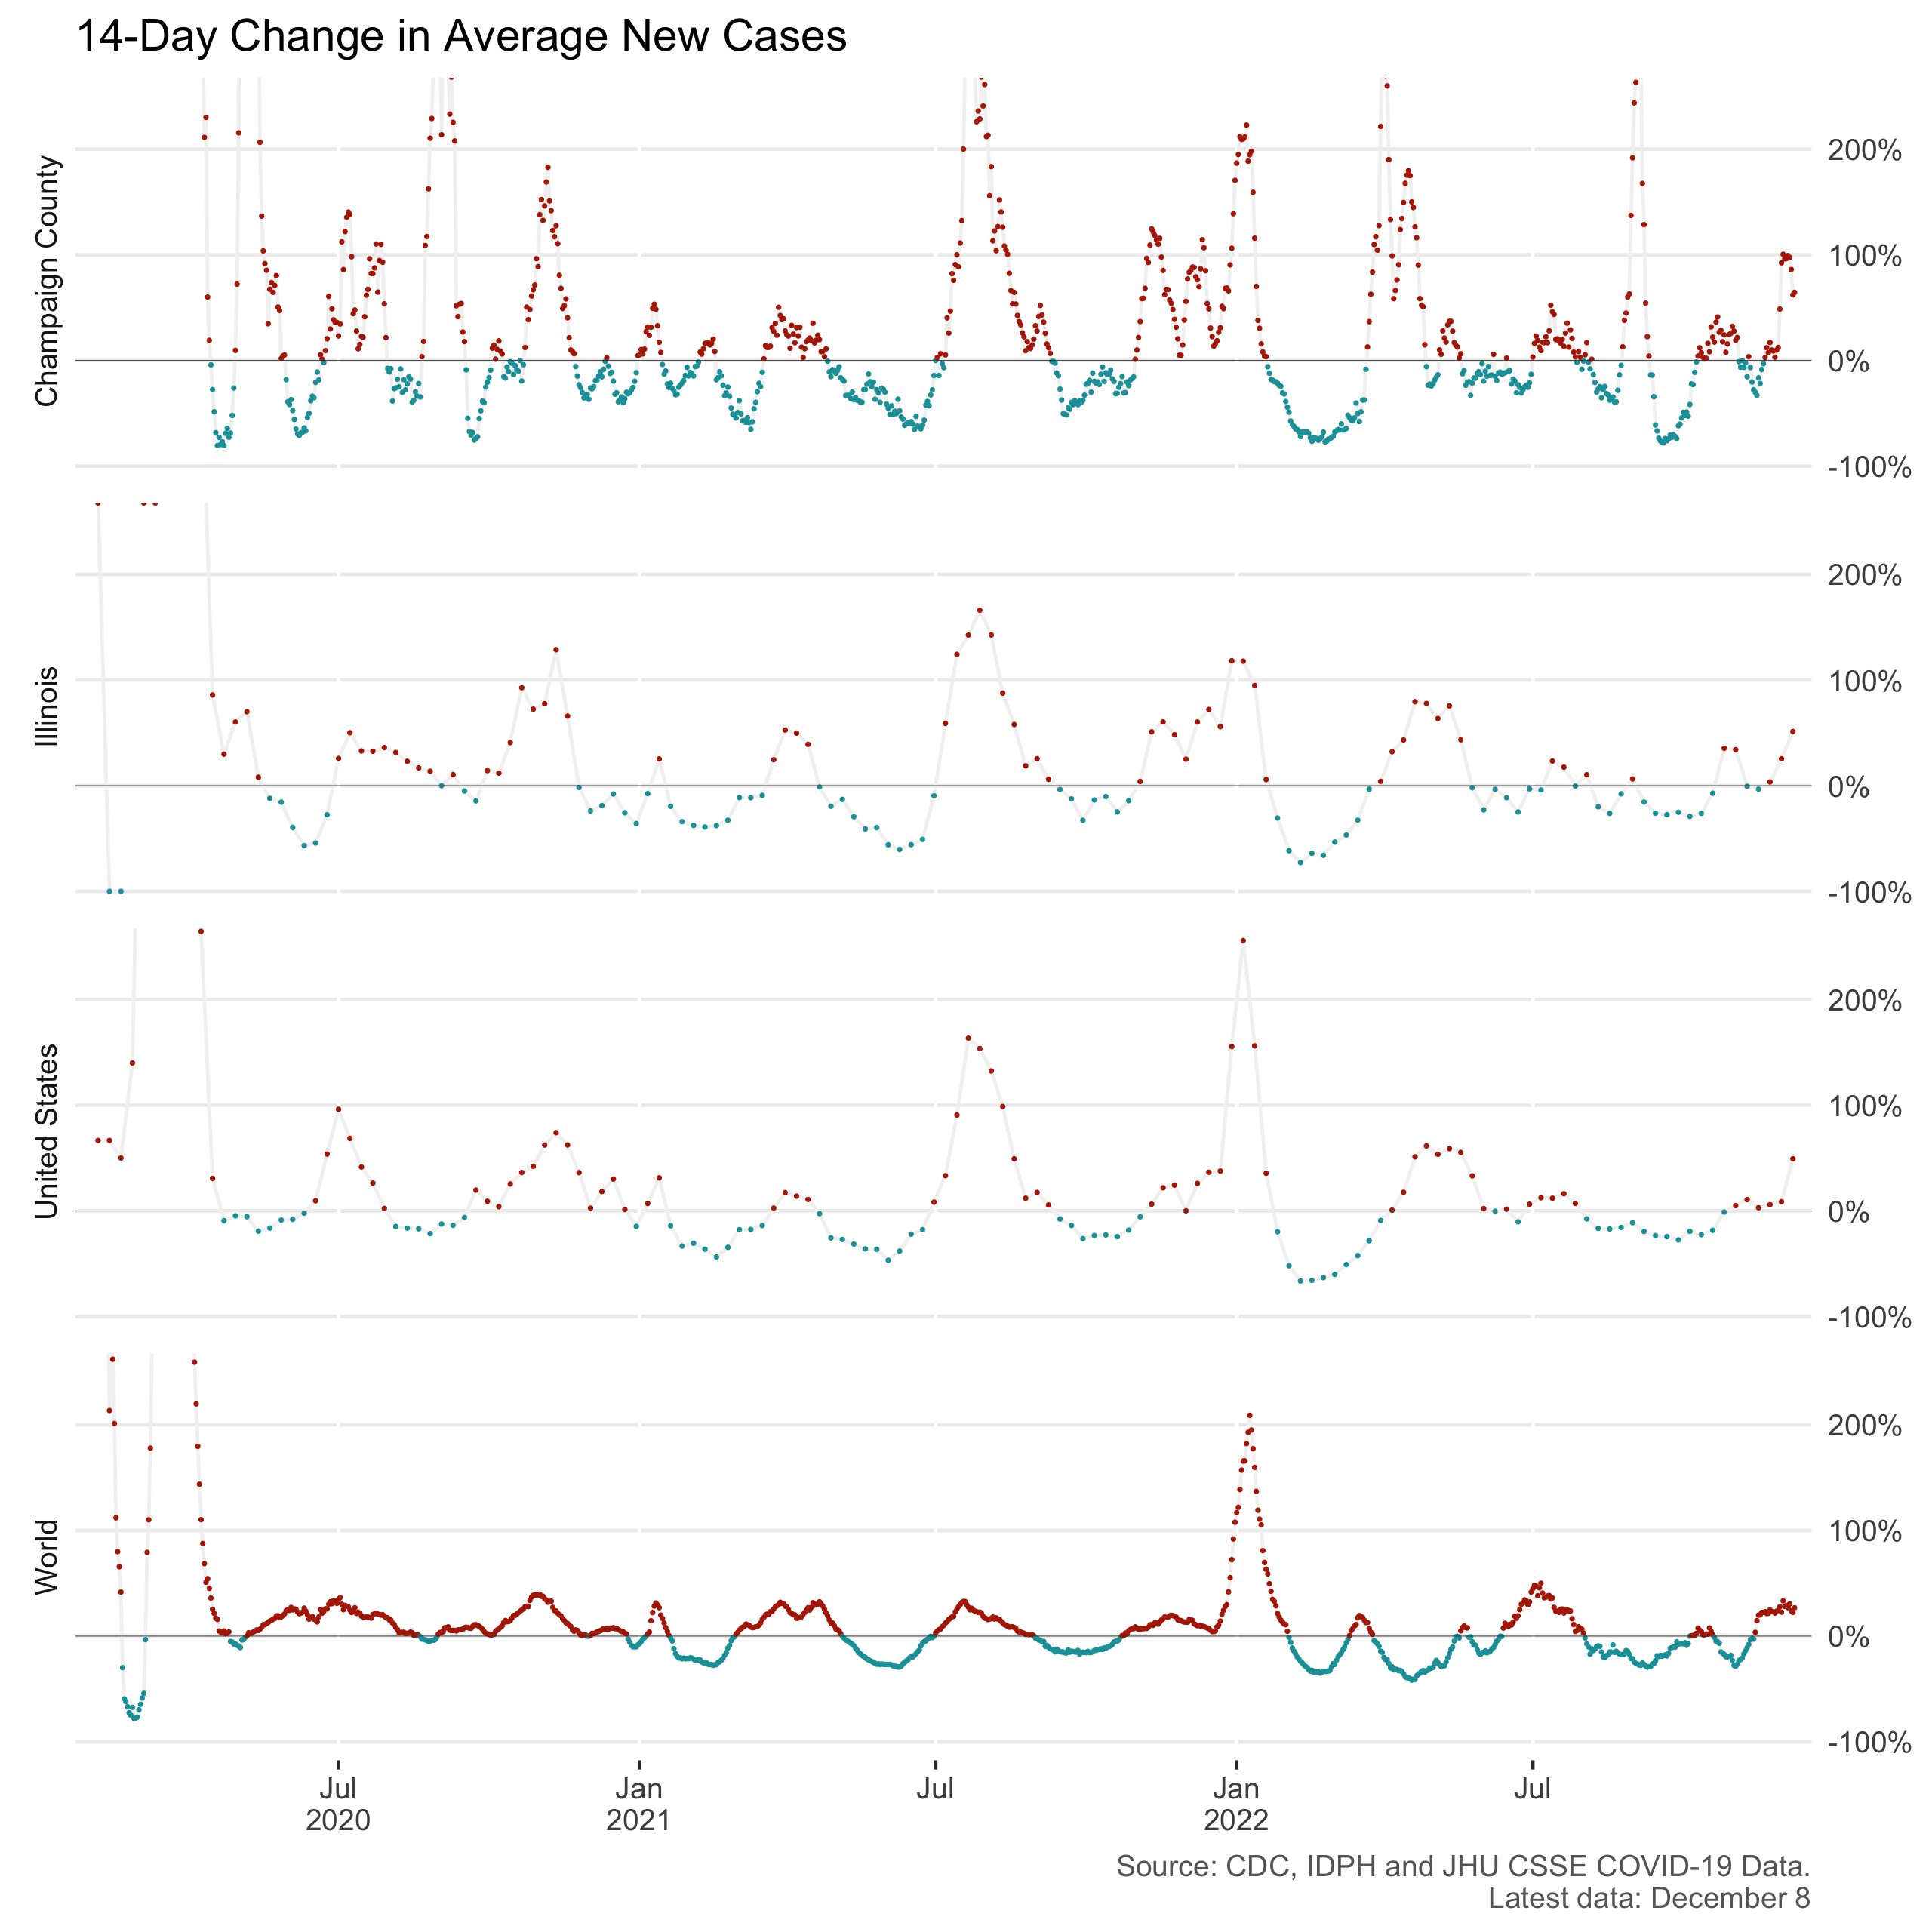 14-Day Change in Average New Cases
Champaign County
200%
100%
0%
-100%
Illinois
200%
100%
0%
-100%
United States
200%
100%
0%
-100%
World
200%
100%
0%
-100%
Jul
2020
Jan
2021
Jul
Jan
2022
Jul
Source: CDC, IDPH and JHU CSSE COVID-19 Data.
Latest data: December 8